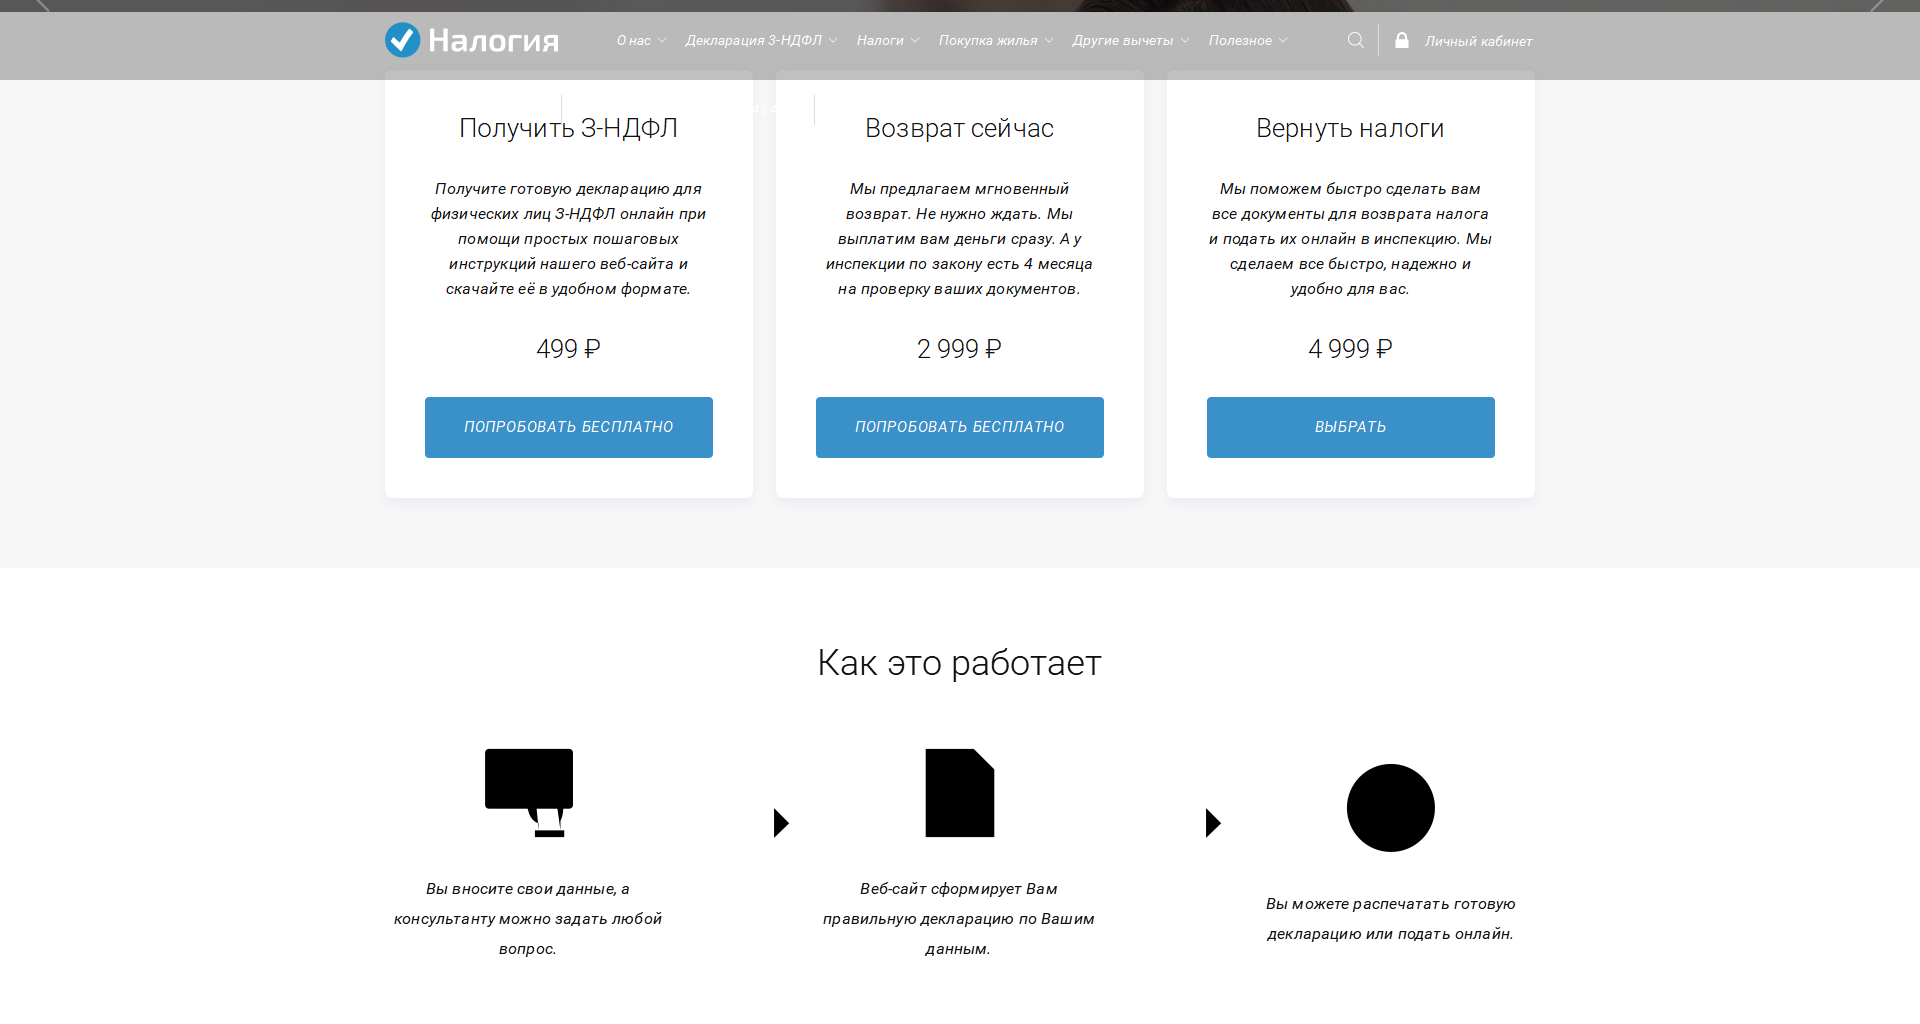 Налогия
О нас
Декларация 3-НДФЛ
Налоги
Покупка жилья
Другие вычеты
Полезное
Личный кабинет
Получить 3-НДФЛ
Получите готовую декларацию для
физических лиц 3-НДФЛ онлайн при
помощи простых пошаговых
инструкций нашего веб-сайта и
скачайте её в удобном формате.
499 ₽
ПОПРОБОВАТЬ БЕСПЛАТНО
Возврат сейчас
Мы предлагаем мгновенный
возврат. Не нужно ждать. Мы
выплатим вам деньги сразу. А у
инспекции по закону есть 4 месяца
на проверку ваших документов.
2 999 ₽
ПОПРОБОВАТЬ БЕСПЛАТНО
Вернуть налоги
Мы поможем быстро сделать вам
все документы для возврата налога
и подать их онлайн в инспекцию. Мы
сделаем все быстро, надежно и
удобно для вас.
4 999 ₽
ВЫБРАТЬ
Как это работает
Вы вносите свои данные, а
консультанту можно задать любой
вопрос.
Веб-сайт сформирует Вам
правильную декларацию по Вашим
данным.
Вы можете распечатать готовую
декларацию или подать онлайн.